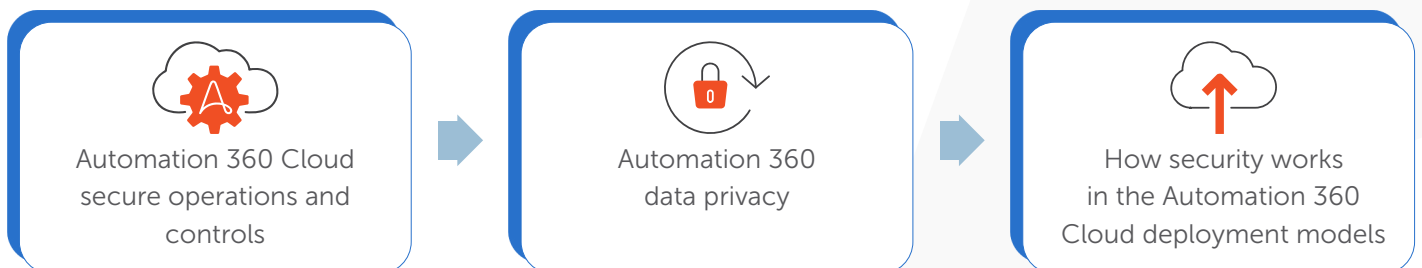 Automation 360 Cloud
secure operations and
controls
Automation 360
data privacy
How security works
in the Automation 360
Cloud deployment models